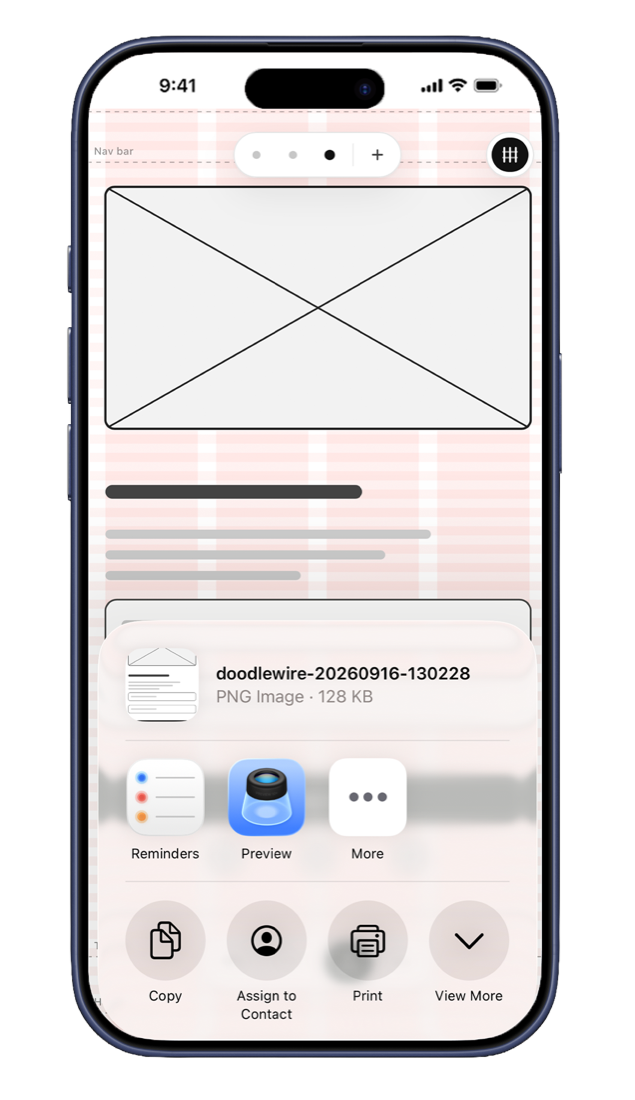 9:41
Nav bar
+
doodlewire-20260916-130228
PNG Image · 128 KB
Reminders
Preview
More
Copy
Assign to
Contact
Print
View More